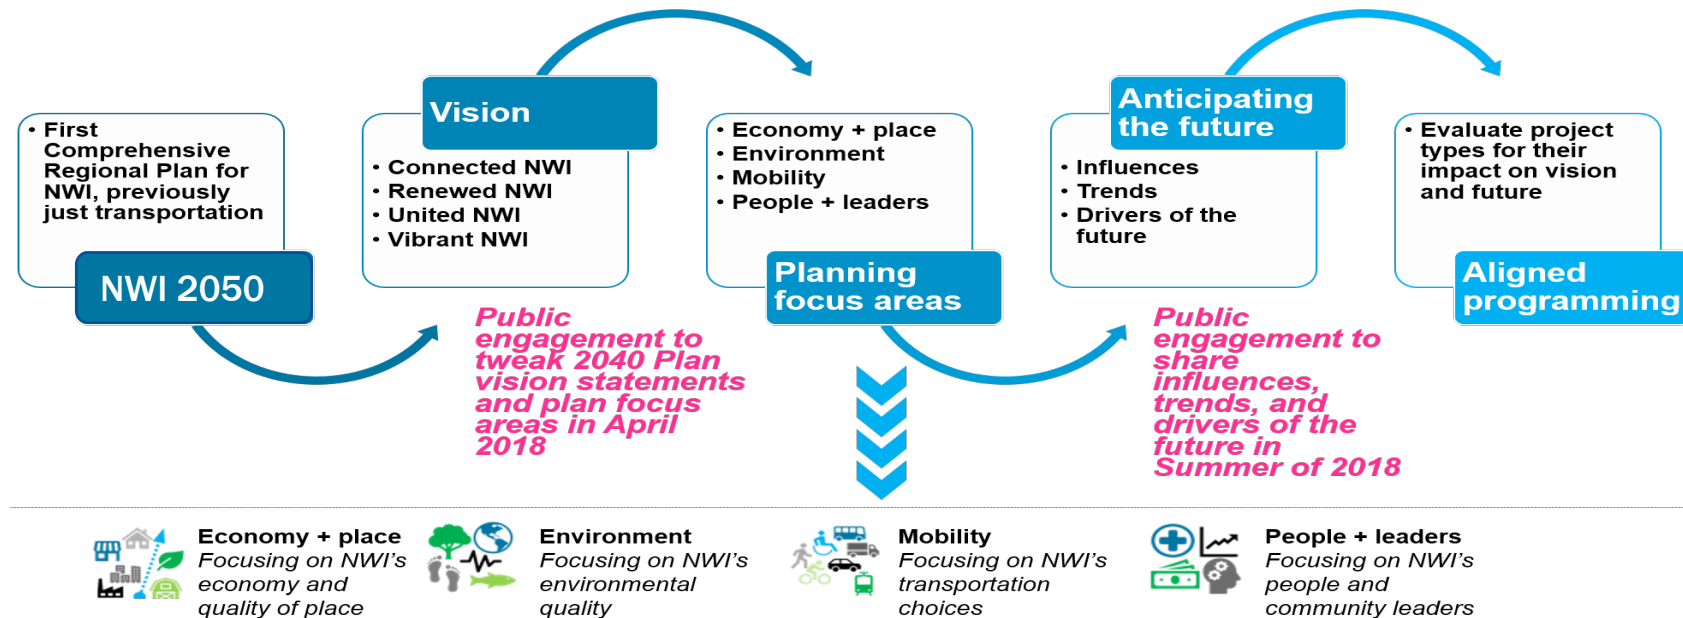 • First
Comprehensive
Regional Plan for
NWI, previously
just transportation
NWI 2050
Vision
• Connected NWI
• Renewed NWI
• United NWI
• Vibrant NWI
Public
engagement to
tweak 2040 Plan
vision statements
and plan focus
areas in April
2018
• Economy + place
• Environment
• Mobility
• People + leaders
Planning
focus areas
Anticipating
the future
• Influences
• Trends
• Drivers of the
future
Public
engagement to
share
influences,
trends, and
drivers of the
future in
Summer of 2018
• Evaluate project
types for their
impact on vision
and future
Aligned
programming
Economy + place
Focusing on NWI's
economy and
quality of place
Environment
Focusing on NWI's
environmental
quality
Mobility
Focusing on NWI's
transportation
choices
People + leaders
Focusing on NWI's
people and
community leaders